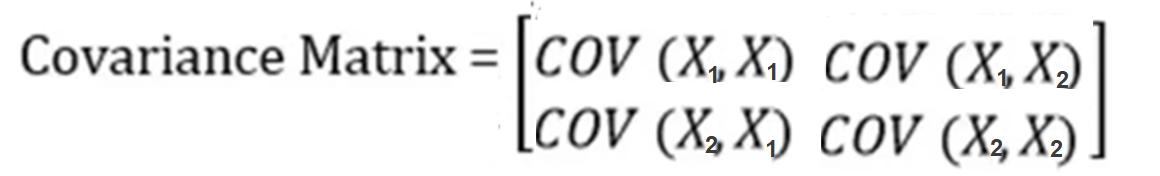 Covariance Matrix = [COV (X₁, X₁) COV (X₁, X₂)
COV (X₂, X₁) COV (X₂, X₂)]